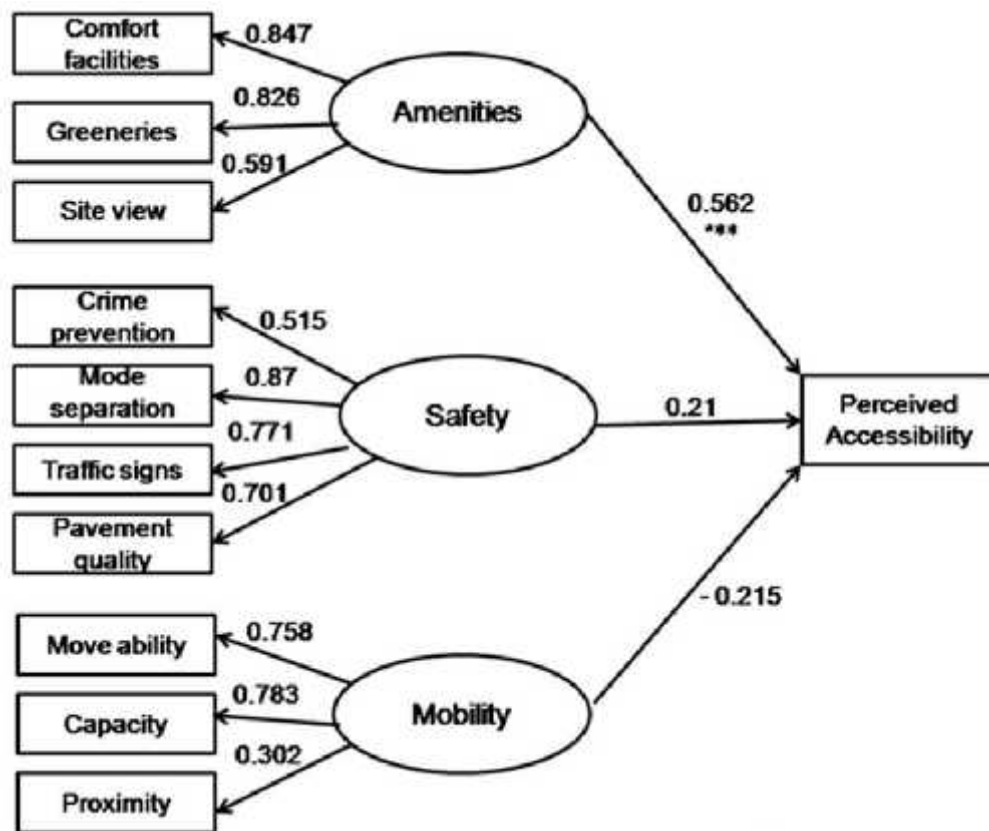 Comfort
facilities
0.847
Greeneries
0.826
Site view
0.591
Amenities
0.562
***
Crime
prevention
0.515
Mode
separation
0.87
Traffic signs
0.771
Pavement
quality
0.701
Safety
0.21
Perceived
Accessibility
Move ability
0.758
Capacity
0.783
Proximity
0.302
Mobility
- 0.215